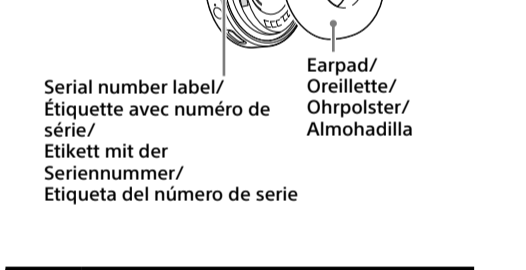 Serial number label/
Étiquette avec numéro de
série/
Etikett mit der
Seriennummer/
Etiqueta del número de serie
Earpad/
Oreillette/
Ohrpolster/
Almohadilla